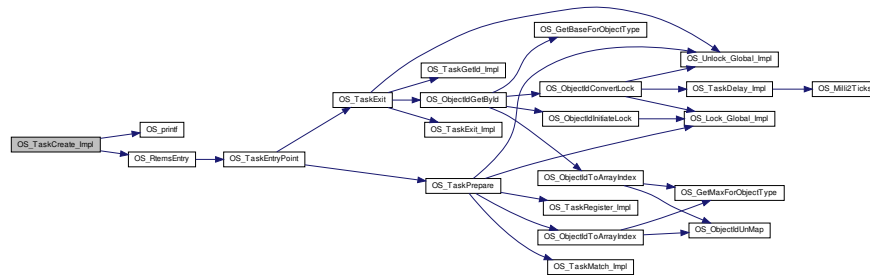 OS_TaskCreate_Impl
OS_printf
OS_RtemsEntry
OS_TaskEntryPoint
OS_TaskExit
OS_TaskPrepare
OS_TaskGetId_Impl
OS_ObjectIdGetById
OS_TaskExit_Impl
OS_GetBaseForObjectType
OS_ObjectIdConvertLock
OS_ObjectIdInitiateLock
OS_ObjectIdToArrayIndex
OS_TaskRegister_Impl
OS_ObjectIdToArrayIndex
OS_TaskMatch_Impl
OS_Unlock_Global_Impl
OS_TaskDelay_Impl
OS_Lock_Global_Impl
OS_GetMaxForObjectType
OS_ObjectIdUnMap
OS_Milli2Ticks